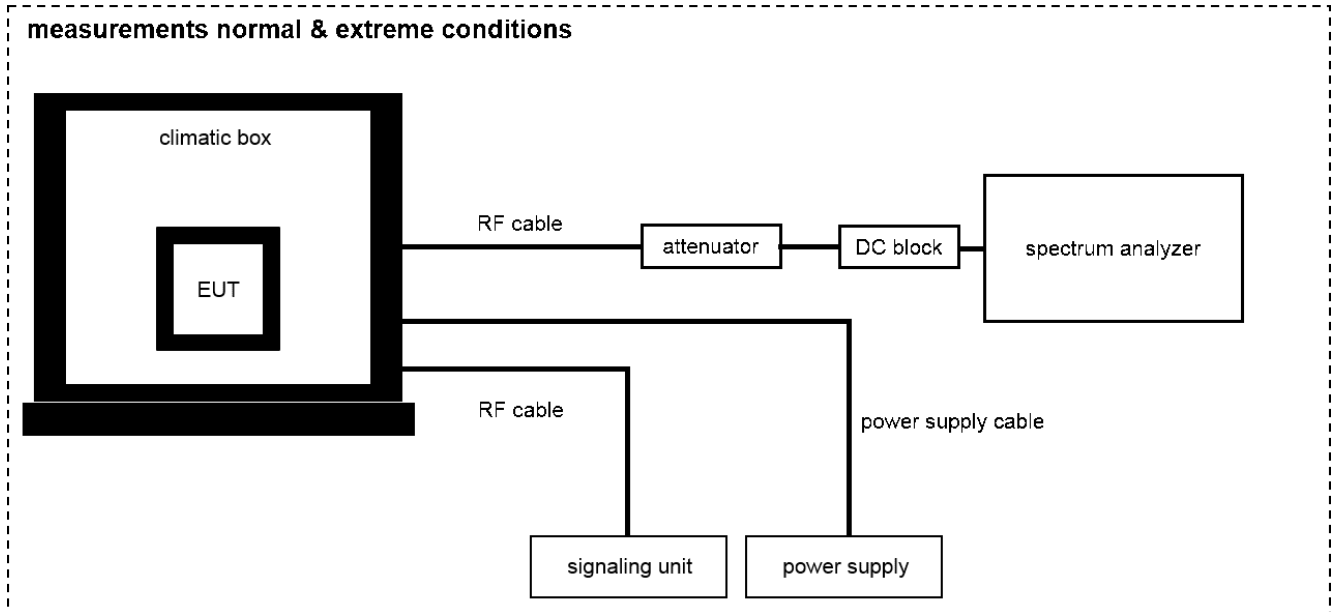 measurements normal & extreme conditions
climatic box
RF cable
attenuator
DC block
spectrum analyzer
EUT
RF cable
power supply cable
signaling unit
power supply